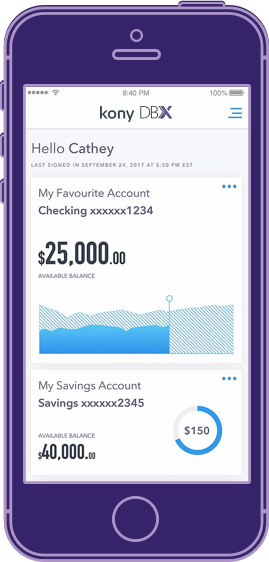 9:40 PM 100%
kony DBX
Hello Cathey
LAST SIGNED IN SEPTEMBER 24, 2017 AT 5:50 PM EST
My Favourite Account
Checking xxxxxx1234
$25,000.00
AVAILABLE BALANCE
My Savings Account
Savings xxxxxx2345
$150
AVAILABLE BALANCE
$40,000.00